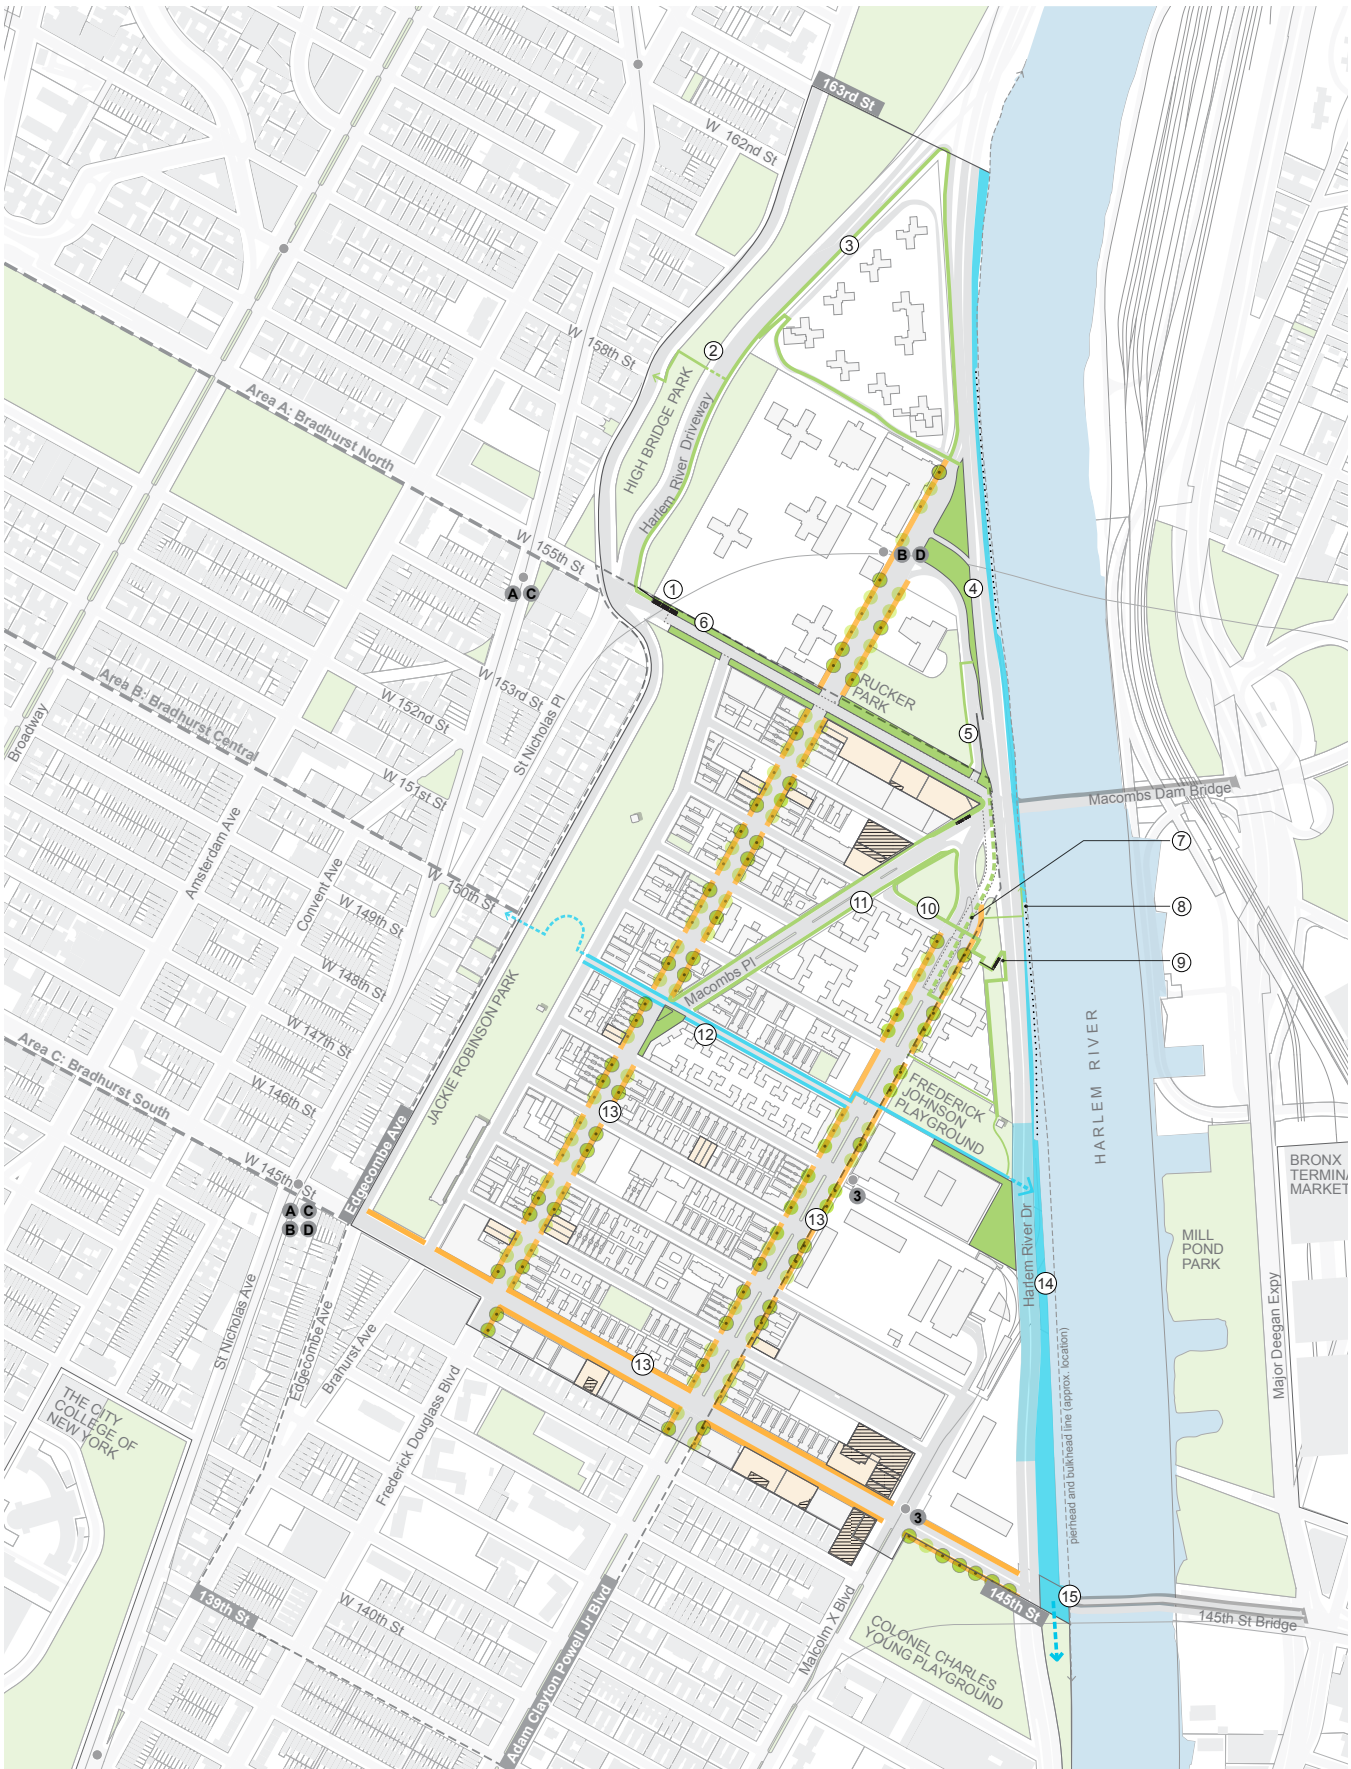 163rd St
W 162nd St
3
W 158th St
2
HIGH BRIDGE PARK
Harlem River Driveway
Area A: Bradhurst North
W 155th St
B D
A C
1
4
6
W 153rd St
RUCKER
PARK
Area B: Bradhurst Central
W 152nd St
St Nicholas Pl
5
Broadway
W 151st St
Macombs Dam Bridge
Amsterdam Ave
7
Convent Ave
W 150th St
11
10
8
W 149th St
9
W 148th St
Macombs Pl
HARLEM RIVER
W 147th St
12
JACKIE ROBINSON PARK
Area C: Bradhurst South
W 146th St
FREDERICK
JOHNSON
PLAYGROUND
13
Edgecombe Ave
W 145th St
BRONX
TERMINA
MARKET
3
A C
B D
13
Harlem River Dr
MILL
POND
PARK
14
St Nicholas Ave
Edgecombe Ave
Brahurst Ave
Major Deegan Expy
13
pierhead and bulkhead line (approx. location)
THE CITY
COLLEGE OF
NEW YORK
Frederick Douglass Blvd
3
145th St
15
139th St
W 140th St
145th St Bridge
Adam Clayton Powell Jr Blvd
Malcolm X Blvd
COLONEL CHARLES
YOUNG PLAYGROUND